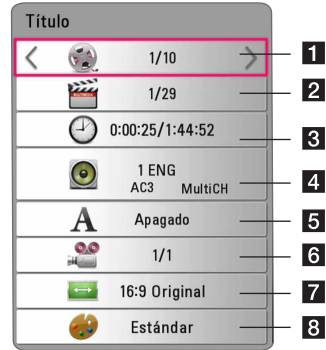 Título
1/10 1
1/29 2
0:00:25/1:44:52 3
1 ENG
AC3 MultiCH 4
A Apagado 5
1/1 6
16:9 Original 7
Estándar 8